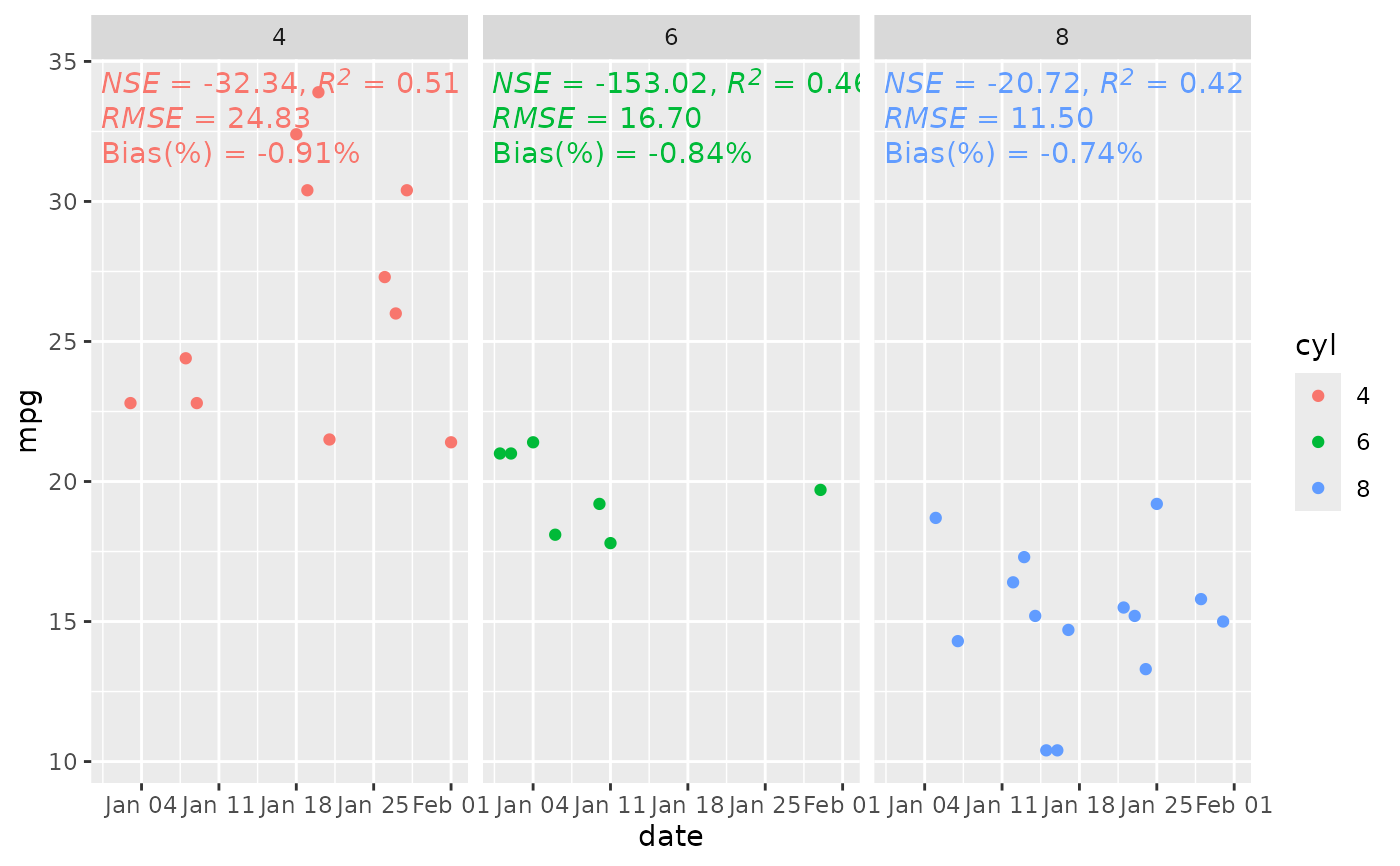 4
6
8
NSE = -32.34, R² = 0.51
RMSE = 24.83
Bias(%) = -0.91%
NSE = -153.02, R² = 0.46
RMSE = 16.70
Bias(%) = -0.84%
NSE = -20.72, R² = 0.42
RMSE = 11.50
Bias(%) = -0.74%
35
30
25
20
15
10
mpg
Jan 04 Jan 11 Jan 18 Jan 25 Feb 01
Jan 04 Jan 11 Jan 18 Jan 25 Feb 01
Jan 04 Jan 11 Jan 18 Jan 25 Feb 01
date
cyl
4
6
8